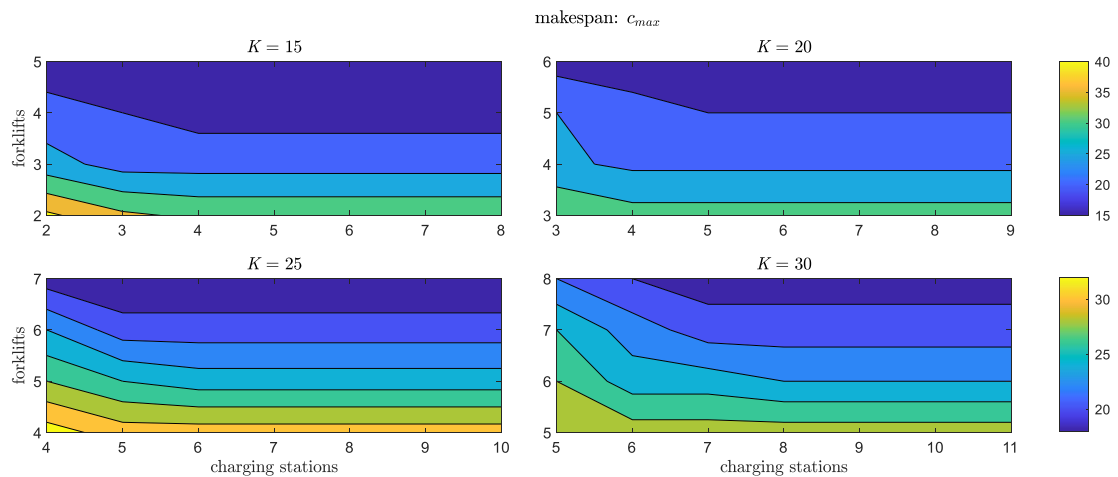 makespan: c_max
K = 15
K = 20
5
4
3
2
forklifts
2 3 4 5 6 7 8
6
5
4
3
3 4 5 6 7 8 9
40
35
30
25
20
15
K = 25
K = 30
7
6
5
4
forklifts
4 5 6 7 8 9 10
charging stations
8
7
6
5
5 6 7 8 9 10 11
charging stations
30
25
20